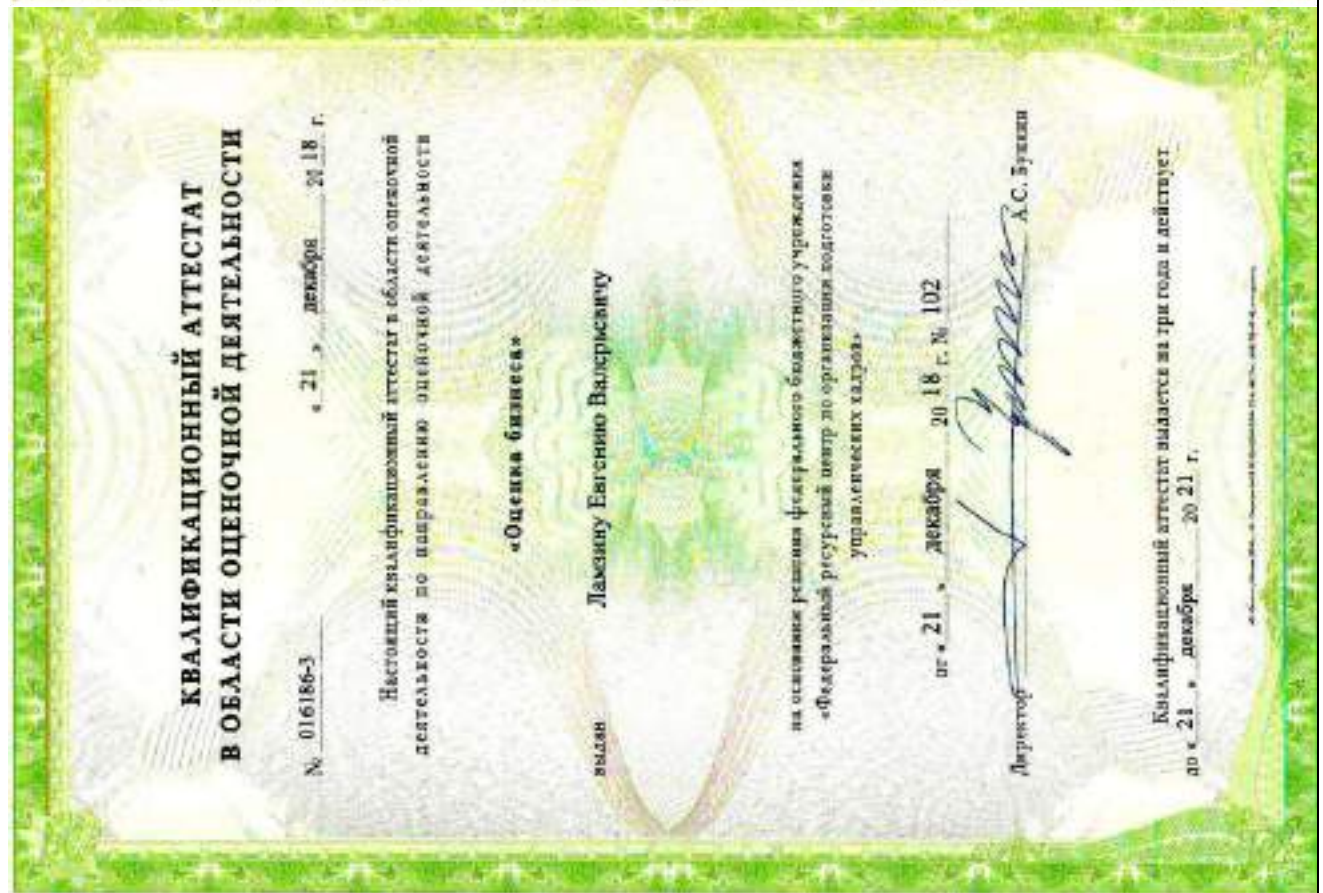 КВАЛИФИКАЦИОННЫЙ АТТЕСТАТ
В ОБЛАСТИ ОЦЕНОЧНОЙ ДЕЯТЕЛЬНОСТИ
№ 016186-3 « 21 » декабря 20 18 г.
Настоящий квалификационный аттестат в области оценочной
деятельности по направлению оценочной деятельности
«Оценка бизнеса»
выдан Ламзину Евгению Валерьевичу
на основании решения федерального бюджетного учреждения
«Федеральный ресурсный центр по организации подготовки
управленческих кадров»
от « 21 » декабря 20 18 г. № 102
Директор А.С. Бункин
Квалификационный аттестат выдается на три года и действует
до « 21 » декабря 20 21 г.